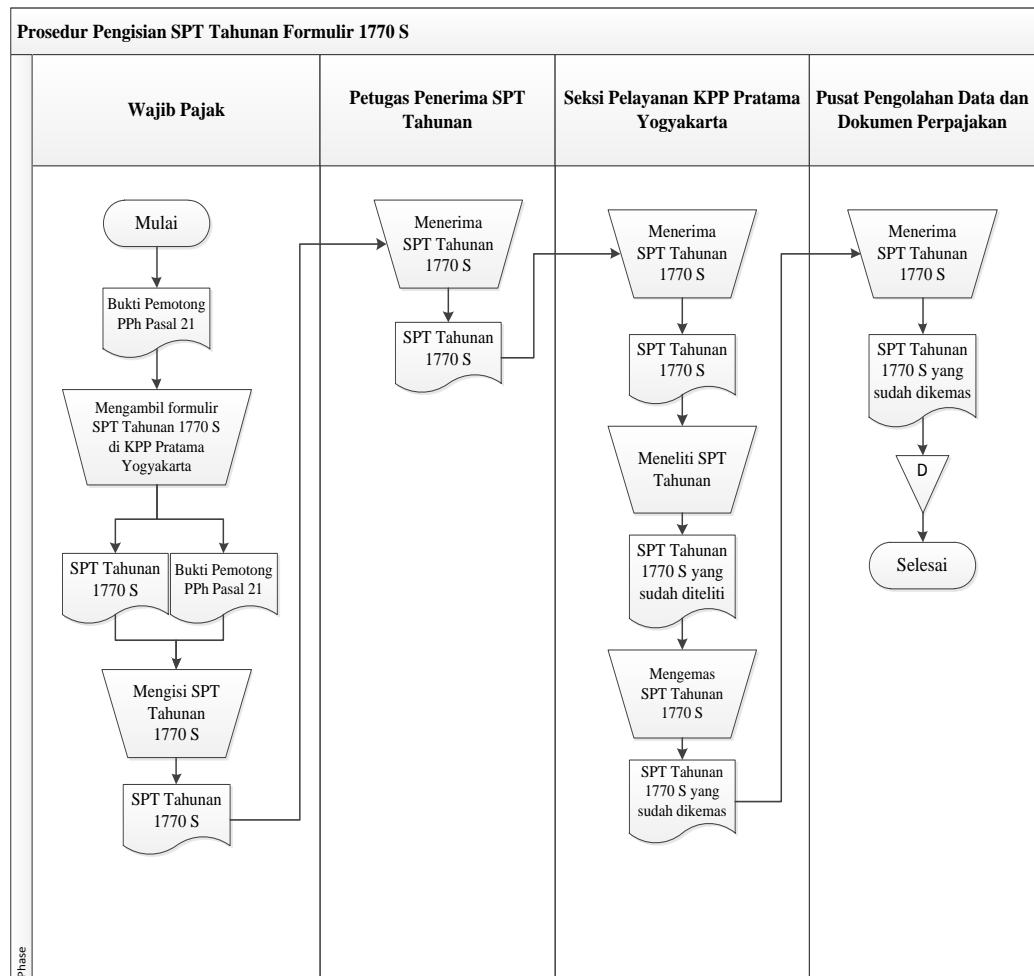 Prosedur Pengisian SPT Tahunan Formulir 1770 S
Wajib Pajak
Petugas Penerima SPT
Tahunan
Seksi Pelayanan KPP Pratama
Yogyakarta
Pusat Pengolahan Data dan
Dokumen Perpajakan
Mulai
Bukti Pemotong
PPh Pasal 21
Mengambil formulir
SPT Tahunan 1770 S
di KPP Pratama
Yogyakarta
SPT Tahunan
1770 S
Bukti Pemotong
PPh Pasal 21
Mengisi SPT
Tahunan
1770 S
SPT Tahunan
1770 S
Menerima
SPT Tahunan
1770 S
SPT Tahunan
1770 S
Menerima
SPT Tahunan
1770 S
SPT Tahunan
1770 S
Meneliti SPT
Tahunan
SPT Tahunan
1770 S yang
sudah diteliti
Mengemas
SPT Tahunan
1770 S
SPT Tahunan
1770 S yang
sudah dikemas
Menerima
SPT Tahunan
1770 S
SPT Tahunan
1770 S yang
sudah dikemas
D
Selesai
Phase